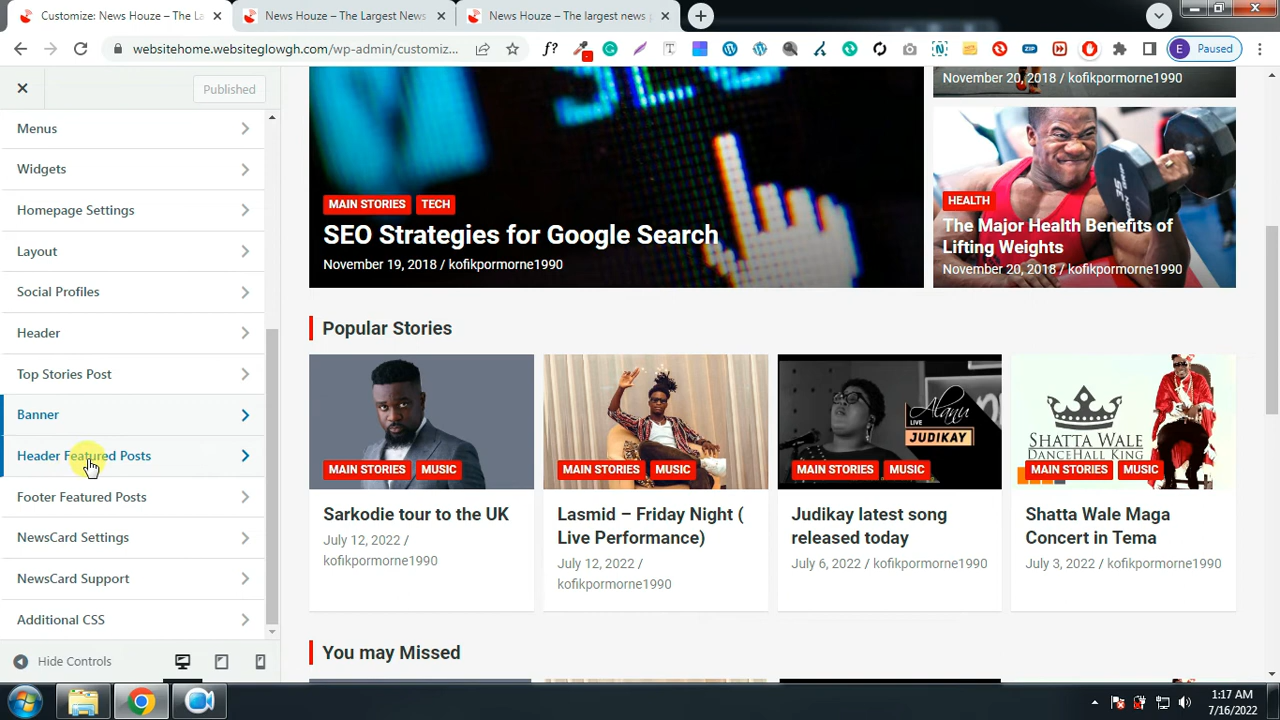 Customize: News Houze – The La
News Houze – The Largest News
News Houze – The largest news
websitehome.websiteglowgh.com/wp-admin/customiz...
f?
T
ZIP
E Paused
Published
Menus
Widgets
Homepage Settings
Layout
Social Profiles
Header
Top Stories Post
Banner
Header Featured Posts
Footer Featured Posts
NewsCard Settings
NewsCard Support
Additional CSS
Hide Controls
MAIN STORIES TECH
SEO Strategies for Google Search
November 19, 2018 / kofikpormorne1990
November 20, 2018 / kofikpormorne1990
HEALTH
The Major Health Benefits of
Lifting Weights
November 20, 2018 / kofikpormorne1990
Popular Stories
MAIN STORIES MUSIC
Sarkodie tour to the UK
July 12, 2022 /
kofikpormorne1990
MAIN STORIES MUSIC
Lasmid – Friday Night (
Live Performance)
July 12, 2022 /
kofikpormorne1990
Alanu
LIVE
JUDIKAY
MAIN STORIES MUSIC
Judikay latest song
released today
July 6, 2022 / kofikpormorne1990
SHATTA WALE
DANCEHALL KING
MAIN STORIES MUSIC
Shatta Wale Maga
Concert in Tema
July 3, 2022 / kofikpormorne1990
You may Missed
1:17 AM
7/16/2022